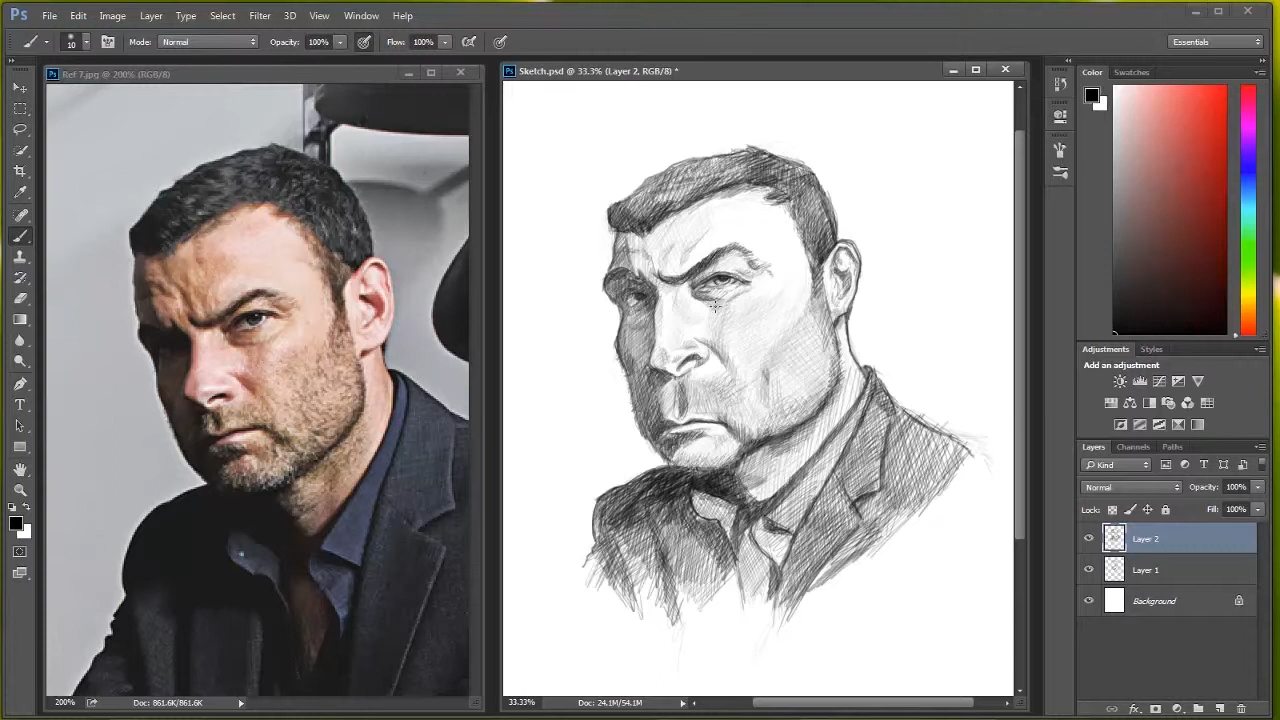 Ps File Edit Image Layer Type Select Filter 3D View Window Help
10 Mode: Normal Opacity: 100% Flow: 100% Essentials
Ps Ref 7.jpg @ 200% (RGB/8)
Ps Sketch.psd @ 33.3% (Layer 2, RGB/8) *
Color Swatches
Adjustments Styles
Add an adjustment
Layers Channels Paths
Kind
Normal Opacity: 100%
Lock: Fill: 100%
Layer 2
Layer 1
Background
200% Doc: 861.6K/861.6K
33.33% Doc: 24.1M/54.1M